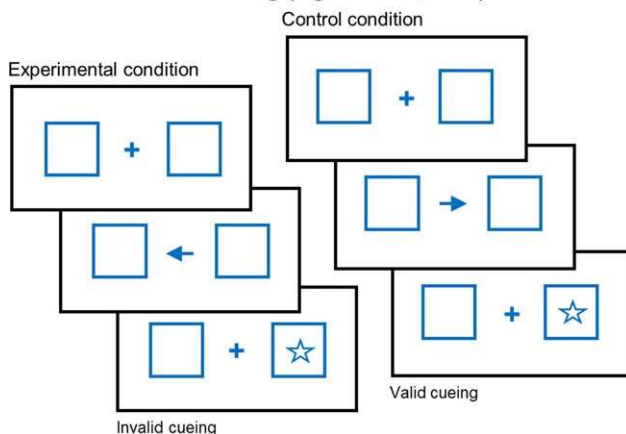 Control condition
Experimental condition
Valid cueing
Invalid cueing